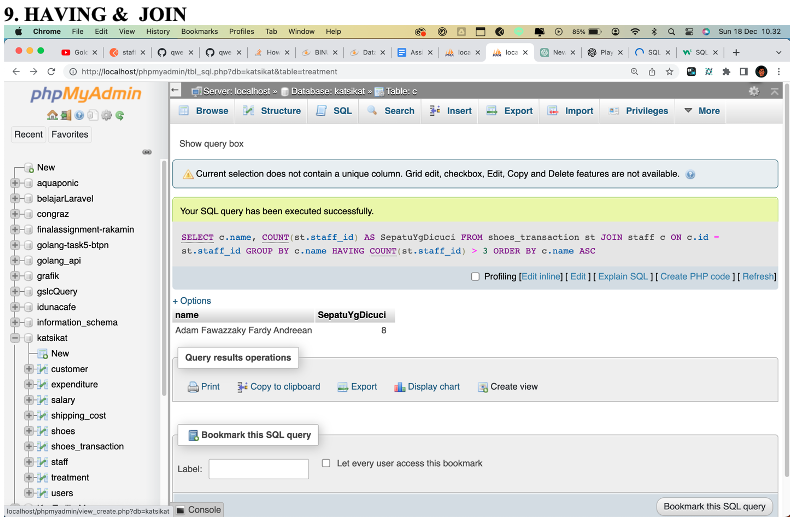 9. HAVING & JOIN
Chrome File Edit View History Bookmarks Profiles Tab Window Help 85% Sun 18 Dec 10.32
Gol qwe qwe How BINU Dat Ass loca loca Nev Play SQL SQL
http://localhost/phpmyadmin/tbl_sql.php?db=katsikat&table=treatment
phpMyAdmin
Recent Favorites
New
aquaponic
belajarLaravel
congraz
finalassignment-rakamin
golang-task5-btpn
golang_api
grafik
gslcQuery
idunacafe
information_schema
katsikat
New
customer
expenditure
salary
shipping_cost
shoes
shoes_transaction
staff
treatment
users
localhost/phpmyadmin/view_create.php?db=katsikat
Server: localhost » Database: katsikat » Table: c
Browse Structure SQL Search Insert Export Import Privileges More
Show query box
Current selection does not contain a unique column. Grid edit, checkbox, Edit, Copy and Delete features are not available.
Your SQL query has been executed successfully.
SELECT c.name, COUNT(st.staff_id) AS SepatuYgDicuci FROM shoes_transaction st JOIN staff c ON c.id =
st.staff_id GROUP BY c.name HAVING COUNT(st.staff_id) > 3 ORDER BY c.name ASC
Profiling [Edit inline] [ Edit ] [ Explain SQL ] [ Create PHP code ] [ Refresh]
+ Options
name SepatuYgDicuci
Adam Fawazzaky Fardy Andreean 8
Query results operations
Print Copy to clipboard Export Display chart Create view
Bookmark this SQL query
Label: Let every user access this bookmark
Bookmark this SQL query
Console